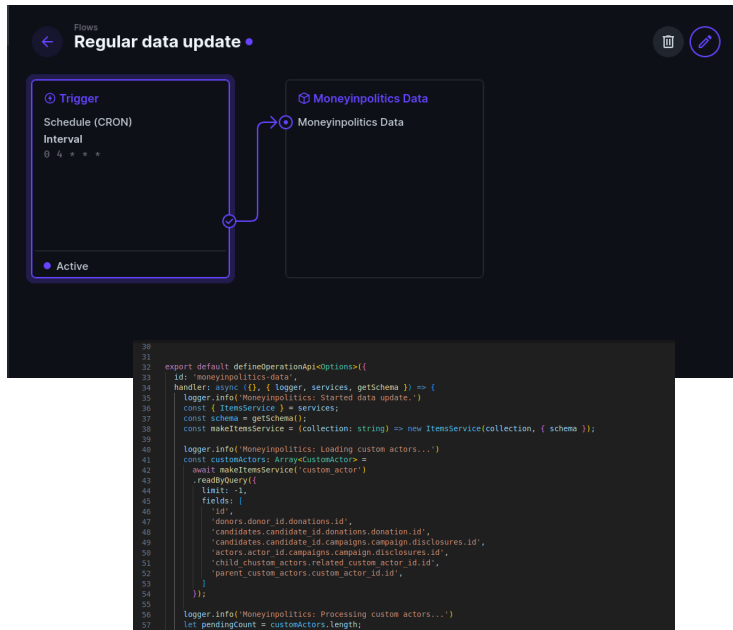 Flows
Regular data update
Trigger
Schedule (CRON)
Interval
0 4 * * *
Active
Moneyinpolitics Data
Moneyinpolitics Data
30
31
32 export default defineOperationApi<Options>({
33 id: 'moneyinpolitics-data',
34 handler: async ({}, { logger, services, getSchema }) => {
35 logger.info('Moneyinpolitics: Started data update.')
36 const { ItemsService } = services;
37 const schema = getSchema();
38 const makeItemsService = (collection: string) => new ItemsService(collection, { schema });
39
40 logger.info('Moneyinpolitics: Loading custom actors...')
41 const customActors: Array<CustomActor> =
42 await makeItemsService('custom_actor')
43 .readByQuery({
44 limit: -1,
45 fields: [
46 'id',
47 'donors.donor_id.donations.id',
48 'candidates.candidate_id.donations.donation.id',
49 'candidates.candidate_id.campaigns.campaign.disclosures.id',
50 'actors.actor_id.campaigns.campaign.disclosures.id',
51 'child_chustom_actors.related_custom_actor_id.id',
52 'parent_custom_actors.custom_actor_id.id',
53 ]
54 });
55
56 logger.info('Moneyinpolitics: Processing custom actors...')
57 let pendingCount = customActors.length;